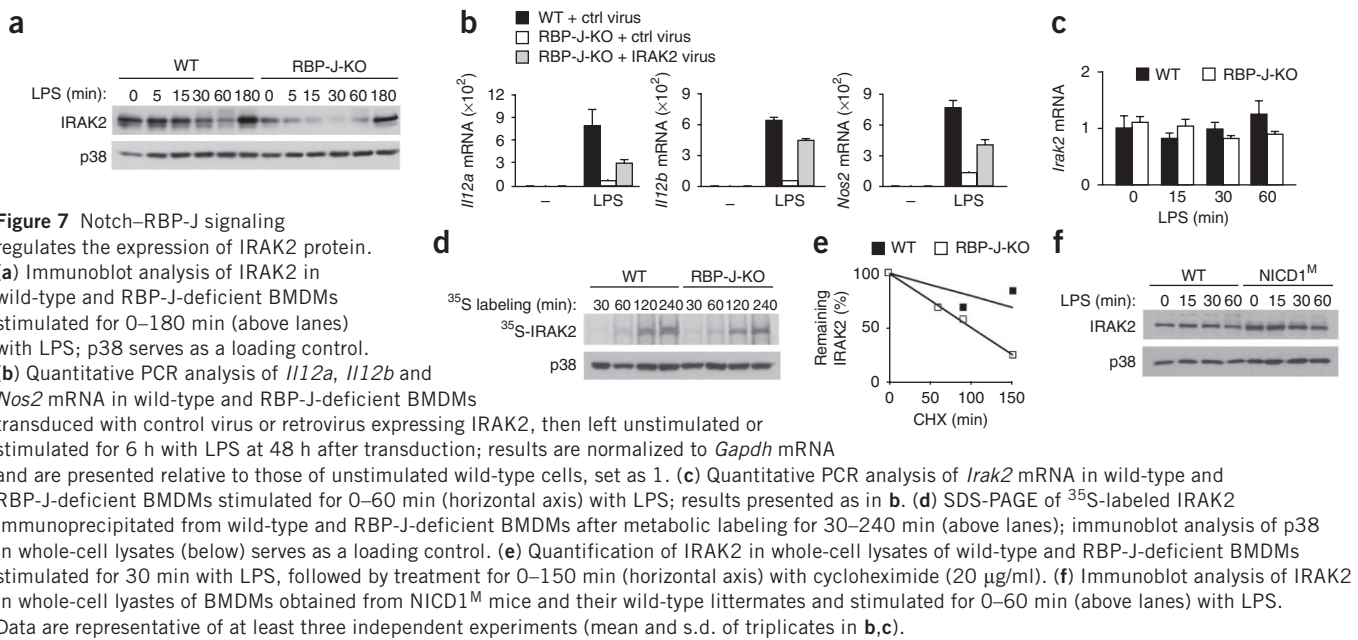 a
WT RBP-J-KO
LPS (min): 0 5 15 30 60 180 0 5 15 30 60 180
IRAK2
p38
b
WT + ctrl virus
RBP-J-KO + ctrl virus
RBP-J-KO + IRAK2 virus
Il12a mRNA (×10²)
12
9
6
3
0
– LPS
Il12b mRNA (×10²)
9
6
3
0
– LPS
Nos2 mRNA (×10²)
9
6
3
0
– LPS
c
WT RBP-J-KO
Irak2 mRNA
2
1
0
0 15 30 60
LPS (min)
Figure 7 Notch–RBP-J signaling
regulates the expression of IRAK2 protein.
(a) Immunoblot analysis of IRAK2 in
wild-type and RBP-J-deficient BMDMs
stimulated for 0–180 min (above lanes)
with LPS; p38 serves as a loading control.
(b) Quantitative PCR analysis of Il12a, Il12b and
Nos2 mRNA in wild-type and RBP-J-deficient BMDMs
d
WT RBP-J-KO
³⁵S labeling (min): 30 60 120 240 30 60 120 240
³⁵S-IRAK2
p38
e
WT RBP-J-KO
Remaining
IRAK2 (%)
100
50
0
0 50 100 150
CHX (min)
f
WT NICD1ᴹ
LPS (min): 0 15 30 60 0 15 30 60
IRAK2
p38
transduced with control virus or retrovirus expressing IRAK2, then left unstimulated or
stimulated for 6 h with LPS at 48 h after transduction; results are normalized to Gapdh mRNA
and are presented relative to those of unstimulated wild-type cells, set as 1. (c) Quantitative PCR analysis of Irak2 mRNA in wild-type and
RBP-J-deficient BMDMs stimulated for 0–60 min (horizontal axis) with LPS; results presented as in b. (d) SDS-PAGE of ³⁵S-labeled IRAK2
immunoprecipitated from wild-type and RBP-J-deficient BMDMs after metabolic labeling for 30–240 min (above lanes); immunoblot analysis of p38
in whole-cell lysates (below) serves as a loading control. (e) Quantification of IRAK2 in whole-cell lysates of wild-type and RBP-J-deficient BMDMs
stimulated for 30 min with LPS, followed by treatment for 0–150 min (horizontal axis) with cycloheximide (20 µg/ml). (f) Immunoblot analysis of IRAK2
in whole-cell lyastes of BMDMs obtained from NICD1ᴹ mice and their wild-type littermates and stimulated for 0–60 min (above lanes) with LPS.
Data are representative of at least three independent experiments (mean and s.d. of triplicates in b,c).